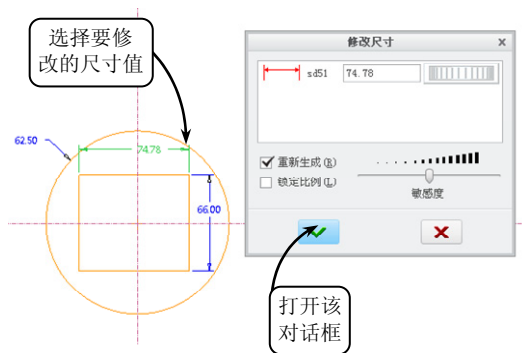 选择要修
改的尺寸值
修改尺寸
x
sd51
74.78
62.50
74.78
66.00
重新生成(R)
锁定比例(L)
敏感度
打开该
对话框